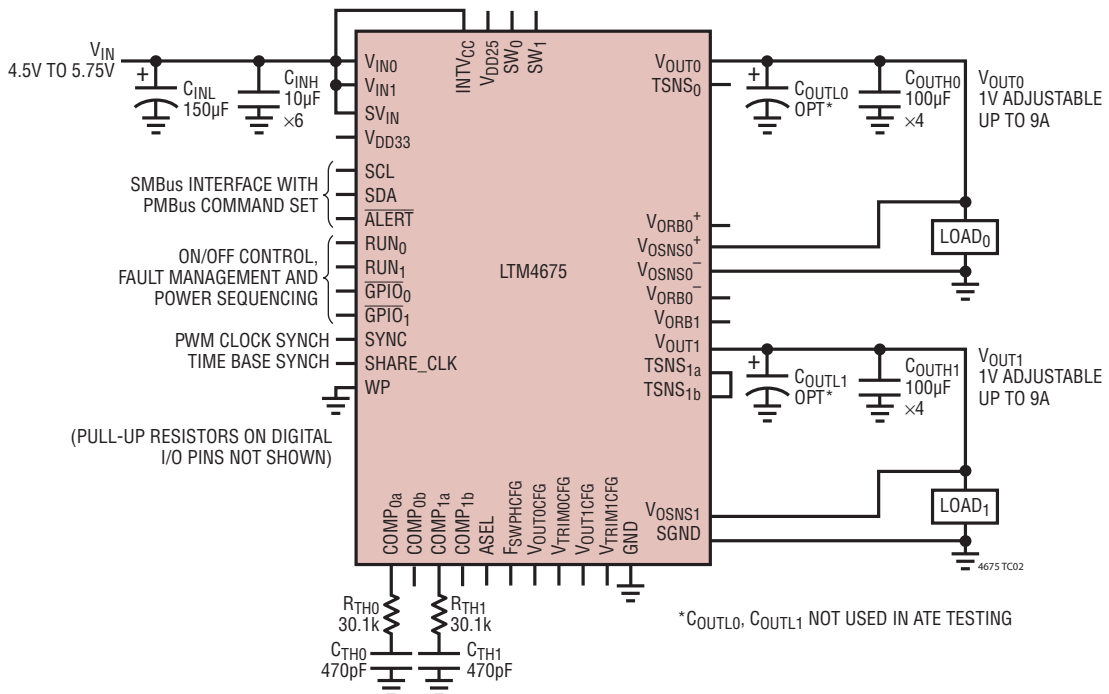 VIN
4.5V TO 5.75V
+
CINL
150µF
CINH
10µF
×6
VIN0
VIN1
SVIN
VDD33
INTVCC
VDD25
SW0
SW1
SMBus INTERFACE WITH
PMBus COMMAND SET
SCL
SDA
ALERT
ON/OFF CONTROL,
FAULT MANAGEMENT AND
POWER SEQUENCING
RUN0
RUN1
GPIO0
GPIO1
PWM CLOCK SYNCH
SYNC
TIME BASE SYNCH
SHARE_CLK
WP
(PULL-UP RESISTORS ON DIGITAL
I/O PINS NOT SHOWN)
LTM4675
VOUT0
TSNS0
+
COUTL0
OPT*
COUTH0
100µF
×4
VOUT0
1V ADJUSTABLE
UP TO 9A
VORB0+
VOSNS0+
VOSNS0−
VORB0−
VORB1
LOAD0
VOUT1
TSNS1a
TSNS1b
+
COUTL1
OPT*
COUTH1
100µF
×4
VOUT1
1V ADJUSTABLE
UP TO 9A
VOSNS1
SGND
LOAD1
4675 TC02
COMP0a
COMP0b
COMP1a
COMP1b
ASEL
FSWPHCFG
VOUT0CFG
VTRIM0CFG
VOUT1CFG
VTRIM1CFG
GND
RTH0
30.1k
RTH1
30.1k
CTH0
470pF
CTH1
470pF
*COUTL0, COUTL1 NOT USED IN ATE TESTING